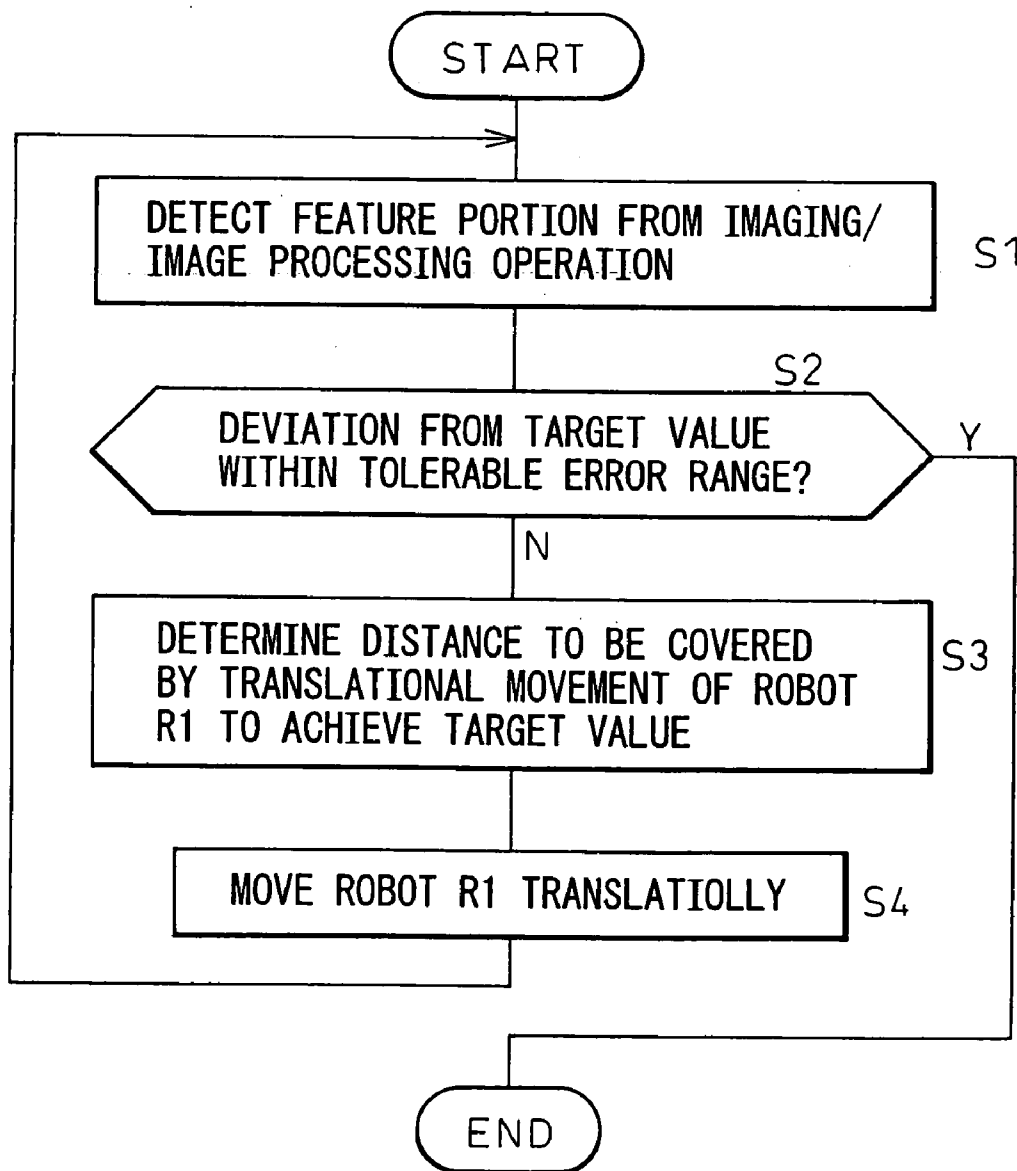 START
DETECT FEATURE PORTION FROM IMAGING/
IMAGE PROCESSING OPERATION
S1
S2
DEVIATION FROM TARGET VALUE
WITHIN TOLERABLE ERROR RANGE?
Y
N
DETERMINE DISTANCE TO BE COVERED
BY TRANSLATIONAL MOVEMENT OF ROBOT
R1 TO ACHIEVE TARGET VALUE
S3
MOVE ROBOT R1 TRANSLATIOLLY
S4
END